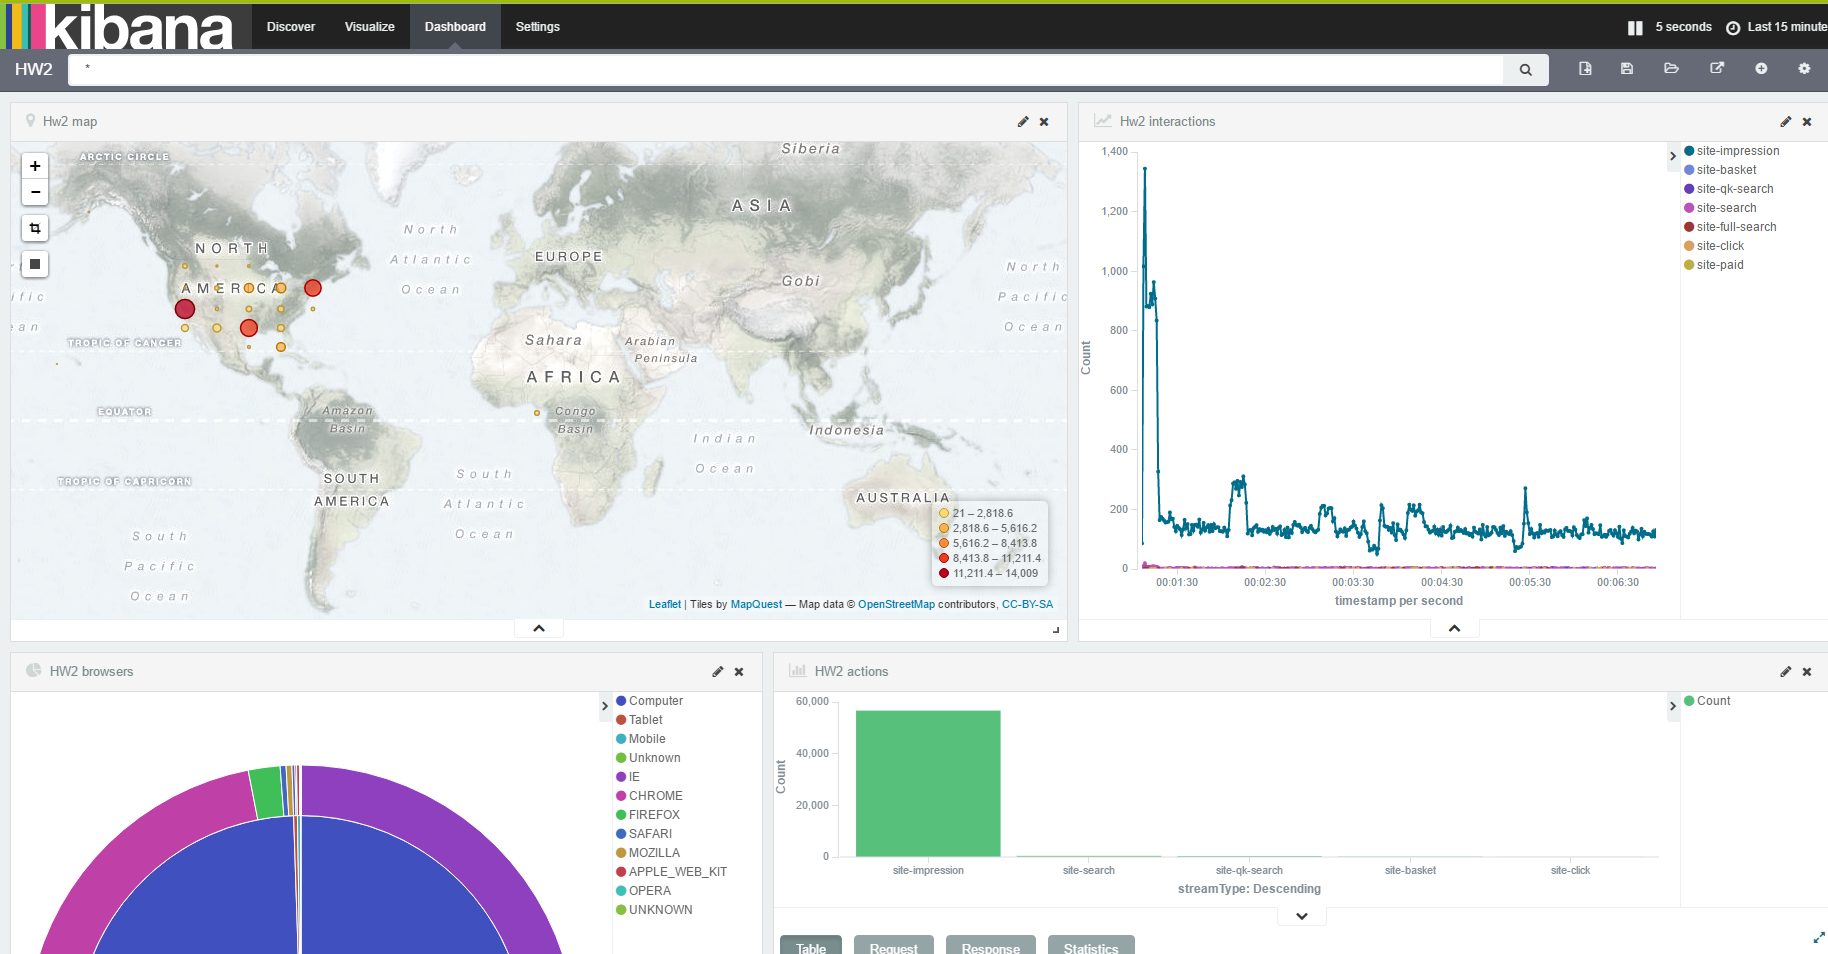 kibana Discover Visualize Dashboard Settings 5 seconds Last 15 minute
HW2 *
Hw2 map
ARCTIC CIRCLE
Siberia
ASIA
North
Atlantic
Ocean
NORTH
AMERICA
EUROPE
Gobi
North
Pacific
Ocean
TROPIC OF CANCER
Sahara
Arabian
Peninsula
AFRICA
EQUATOR
Amazon
Basin
Congo
Basin
Indonesia
Indian
Ocean
TROPIC OF CAPRICORN
SOUTH
AMERICA
South
Atlantic
Ocean
AUSTRALIA
South
Pacific
Ocean
21 – 2,818.6
2,818.6 – 5,616.2
5,616.2 – 8,413.8
8,413.8 – 11,211.4
11,211.4 – 14,009
Leaflet | Tiles by MapQuest — Map data © OpenStreetMap contributors, CC-BY-SA
Hw2 interactions
1,400
1,200
1,000
800
600
400
200
0
Count
00:01:30 00:02:30 00:03:30 00:04:30 00:05:30 00:06:30
timestamp per second
site-impression
site-basket
site-qk-search
site-search
site-full-search
site-click
site-paid
HW2 browsers
Computer
Tablet
Mobile
Unknown
IE
CHROME
FIREFOX
SAFARI
MOZILLA
APPLE_WEB_KIT
OPERA
UNKNOWN
HW2 actions
60,000
40,000
20,000
0
Count
site-impression site-search site-qk-search site-basket site-click
streamType: Descending
Count
Table Request Response Statistics